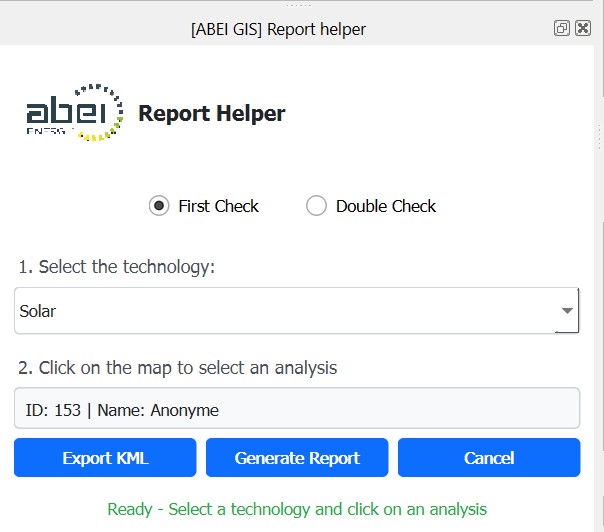 [ABEI GIS] Report helper
abei
ENERGY
Report Helper
First Check
Double Check
1. Select the technology:
Solar
2. Click on the map to select an analysis
ID: 153 | Name: Anonyme
Export KML
Generate Report
Cancel
Ready - Select a technology and click on an analysis